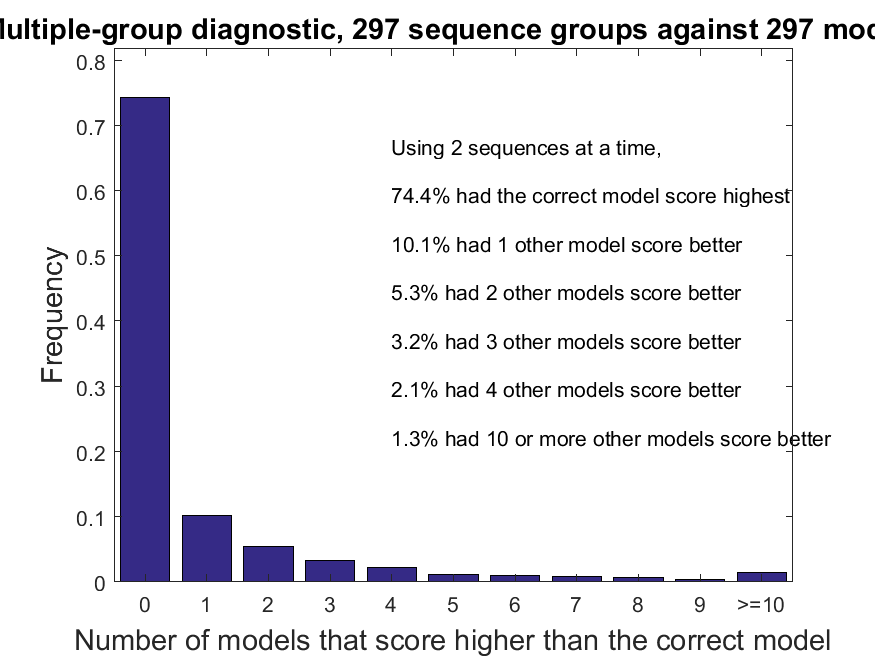 Multiple-group diagnostic, 297 sequence groups against 297 mod
0.8
0.7
0.6
0.5
0.4
0.3
0.2
0.1
0
Frequency
Using 2 sequences at a time,
74.4% had the correct model score highest
10.1% had 1 other model score better
5.3% had 2 other models score better
3.2% had 3 other models score better
2.1% had 4 other models score better
1.3% had 10 or more other models score better
0 1 2 3 4 5 6 7 8 9 >=10
Number of models that score higher than the correct model